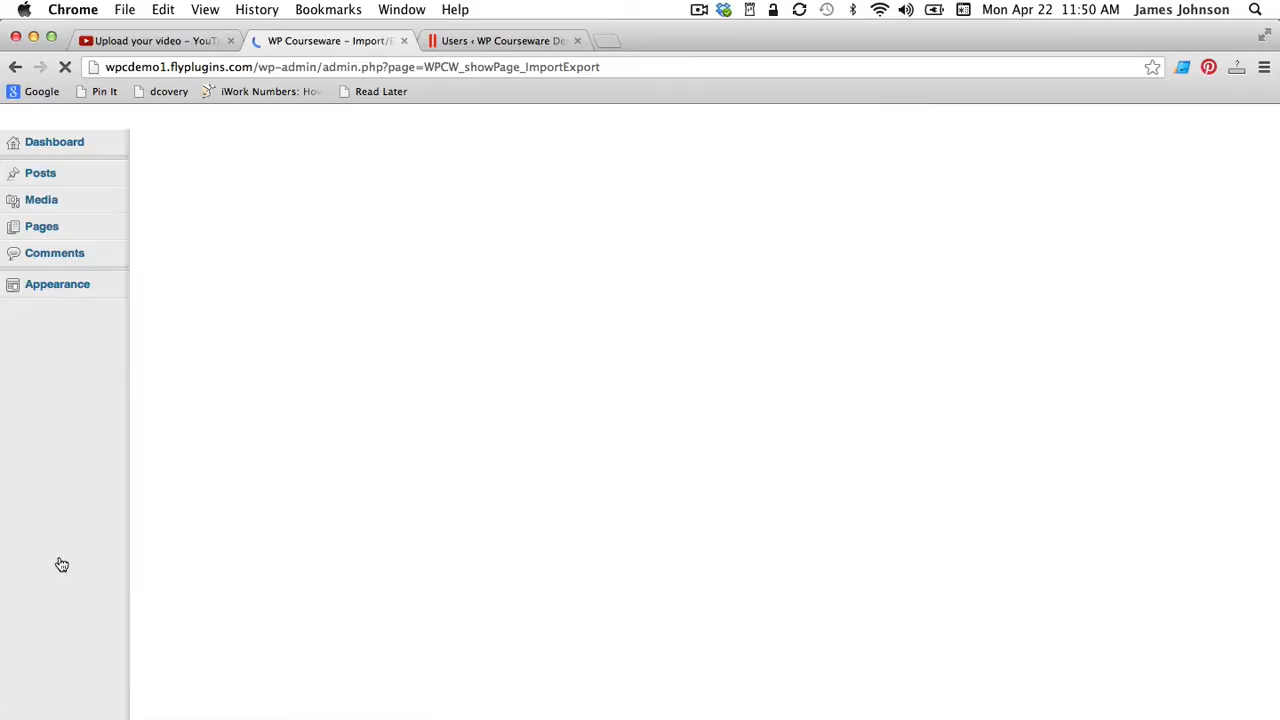 Chrome File Edit View History Bookmarks Window Help Mon Apr 22 11:50 AM James Johnson
Upload your video – YouT WP Courseware – Import/E Users ‹ WP Courseware De
wpcdemo1.flyplugins.com/wp-admin/admin.php?page=WPCW_showPage_ImportExport
Google Pin It dcovery iWork Numbers: How Read Later
Dashboard
Posts
Media
Pages
Comments
Appearance